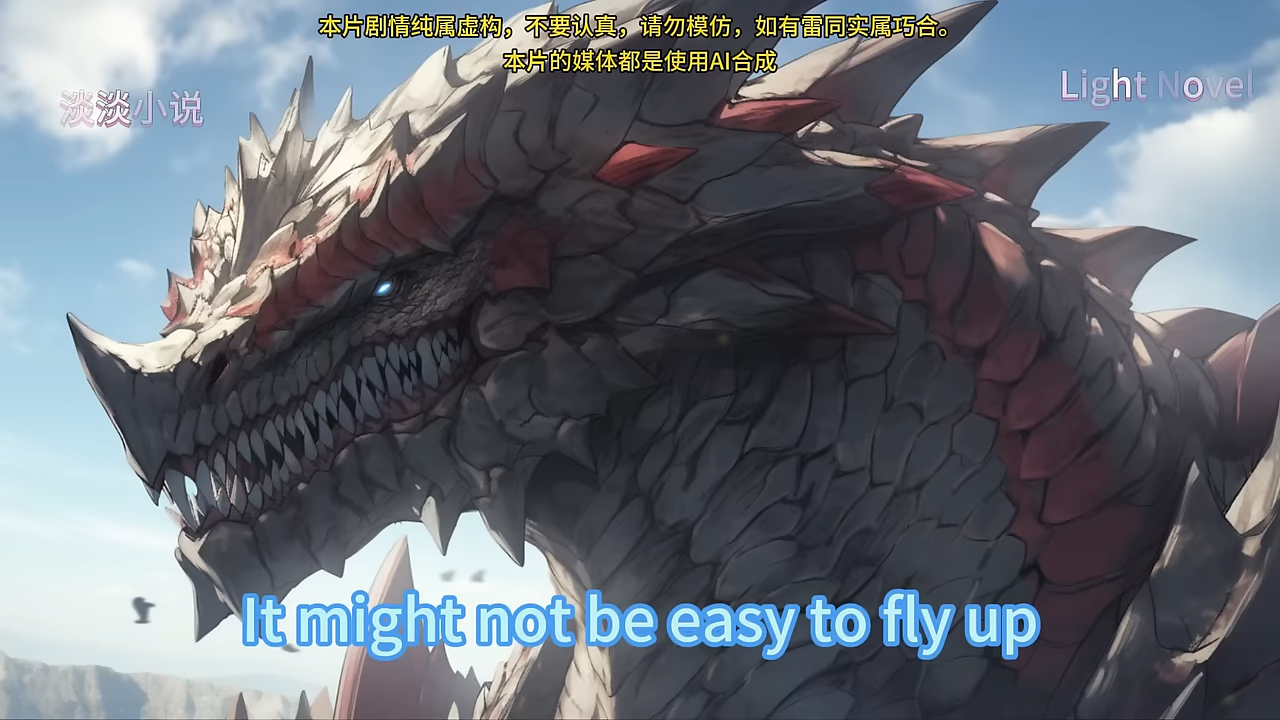 本片剧情纯属虚构，不要认真，请勿模仿，如有雷同实属巧合。
本片的媒体都是使用AI合成
淡淡小说
Light Novel
It might not be easy to fly up